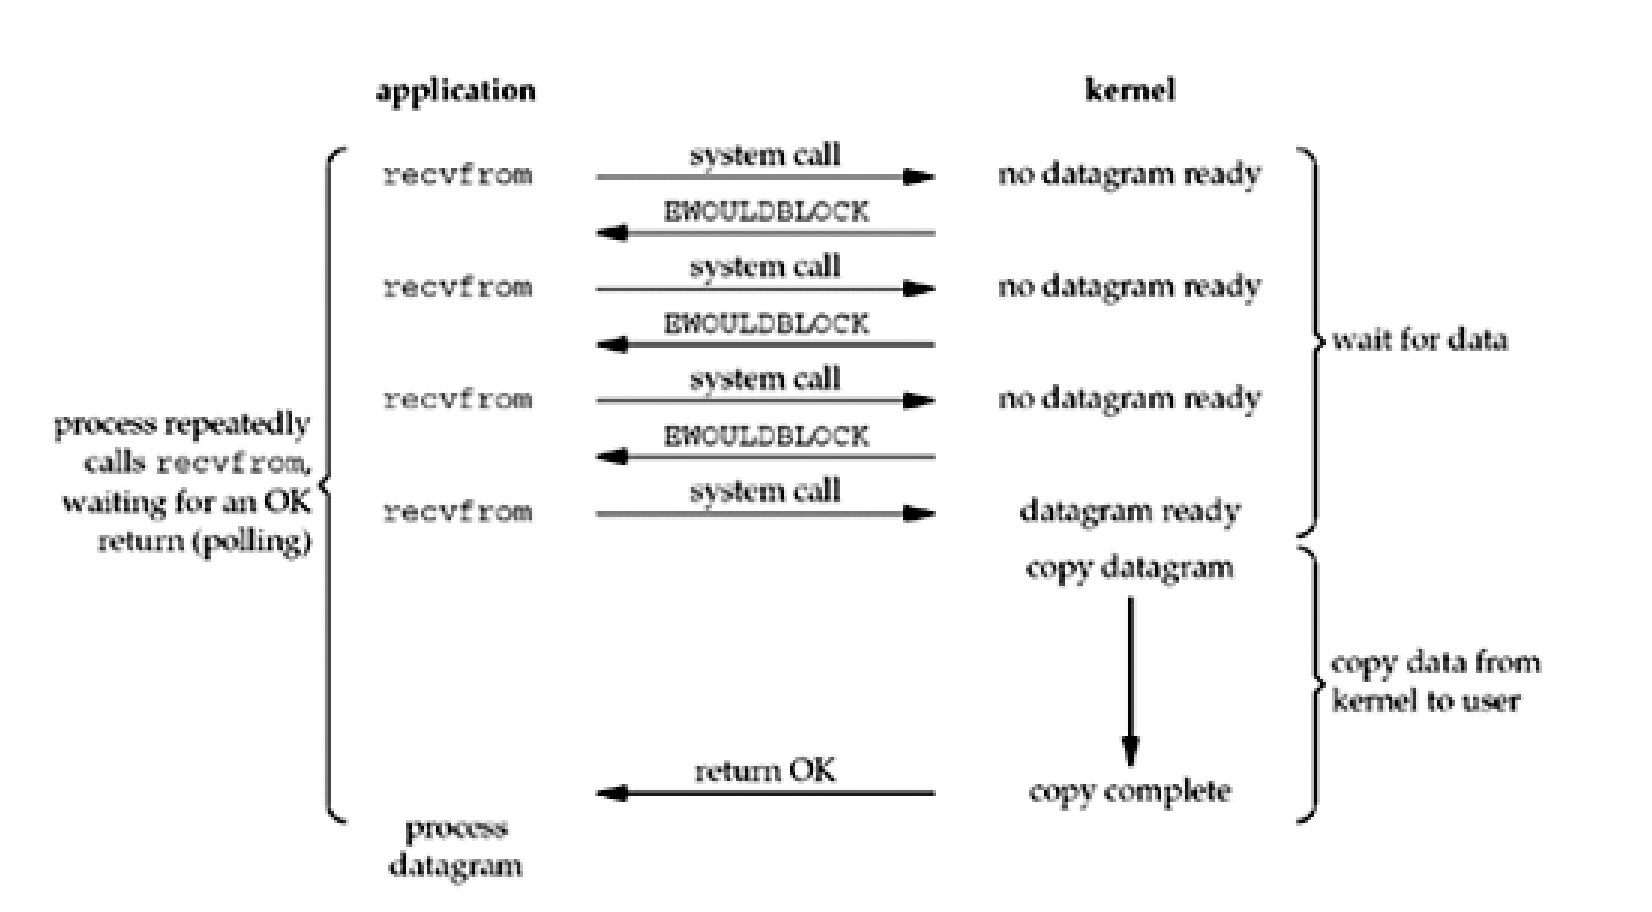 application
kernel
recvfrom
system call
no datagram ready
EWOULDBLOCK
recvfrom
system call
no datagram ready
EWOULDBLOCK
wait for data
recvfrom
system call
no datagram ready
EWOULDBLOCK
process repeatedly
calls recvfrom,
waiting for an OK
return (polling)
recvfrom
system call
datagram ready
copy datagram
copy data from
kernel to user
return OK
copy complete
process
datagram